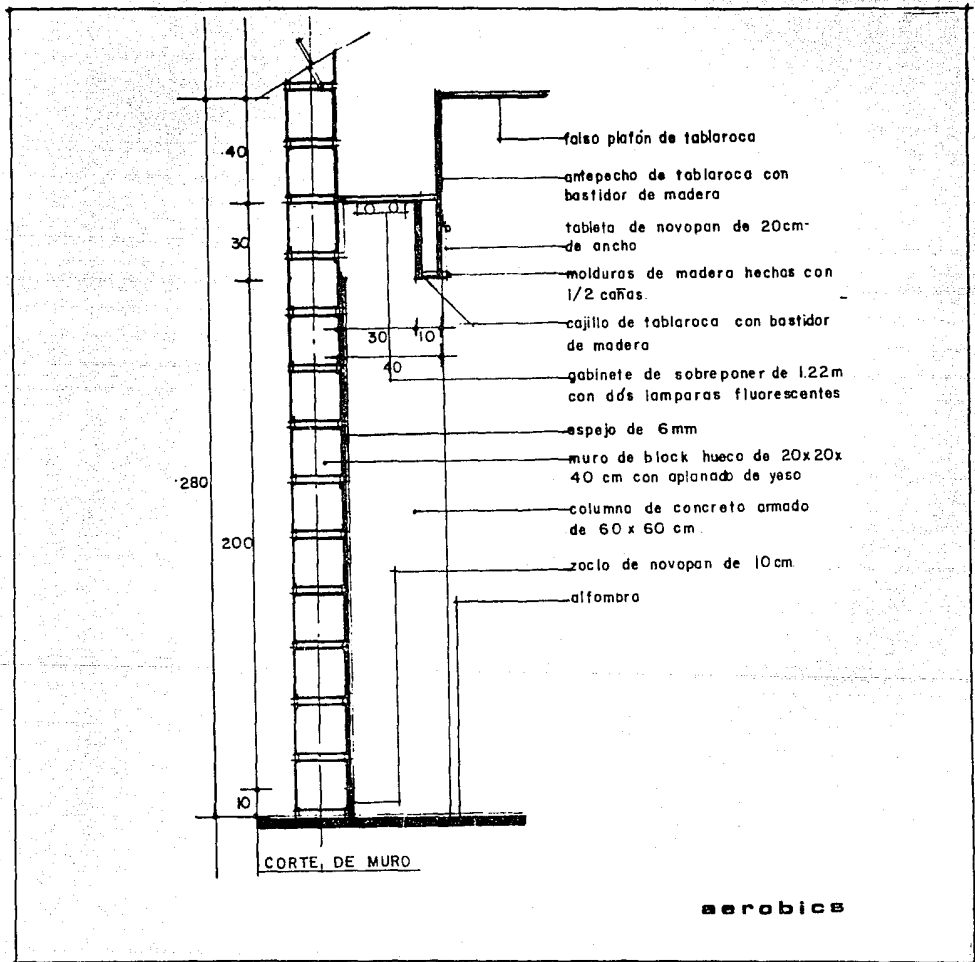 falso plafón de tablaroca
antepecho de tablaroca con
bastidor de madera
tableta de novopan de 20cm-
de ancho
molduras de madera hechas con
1/2 cañas.
cajillo de tablaroca con bastidor
de madera
gabinete de sobreponer de 1.22m
con dós lamparas fluorescentes
espejo de 6mm
muro de block hueco de 20x20x
40 cm con aplanado de yeso
columna de concreto armado
de 60 x 60 cm.
zoclo de novopan de 10cm
alfombra
40
30
30 10
40
280
200
10
CORTE DE MURO
aerobics